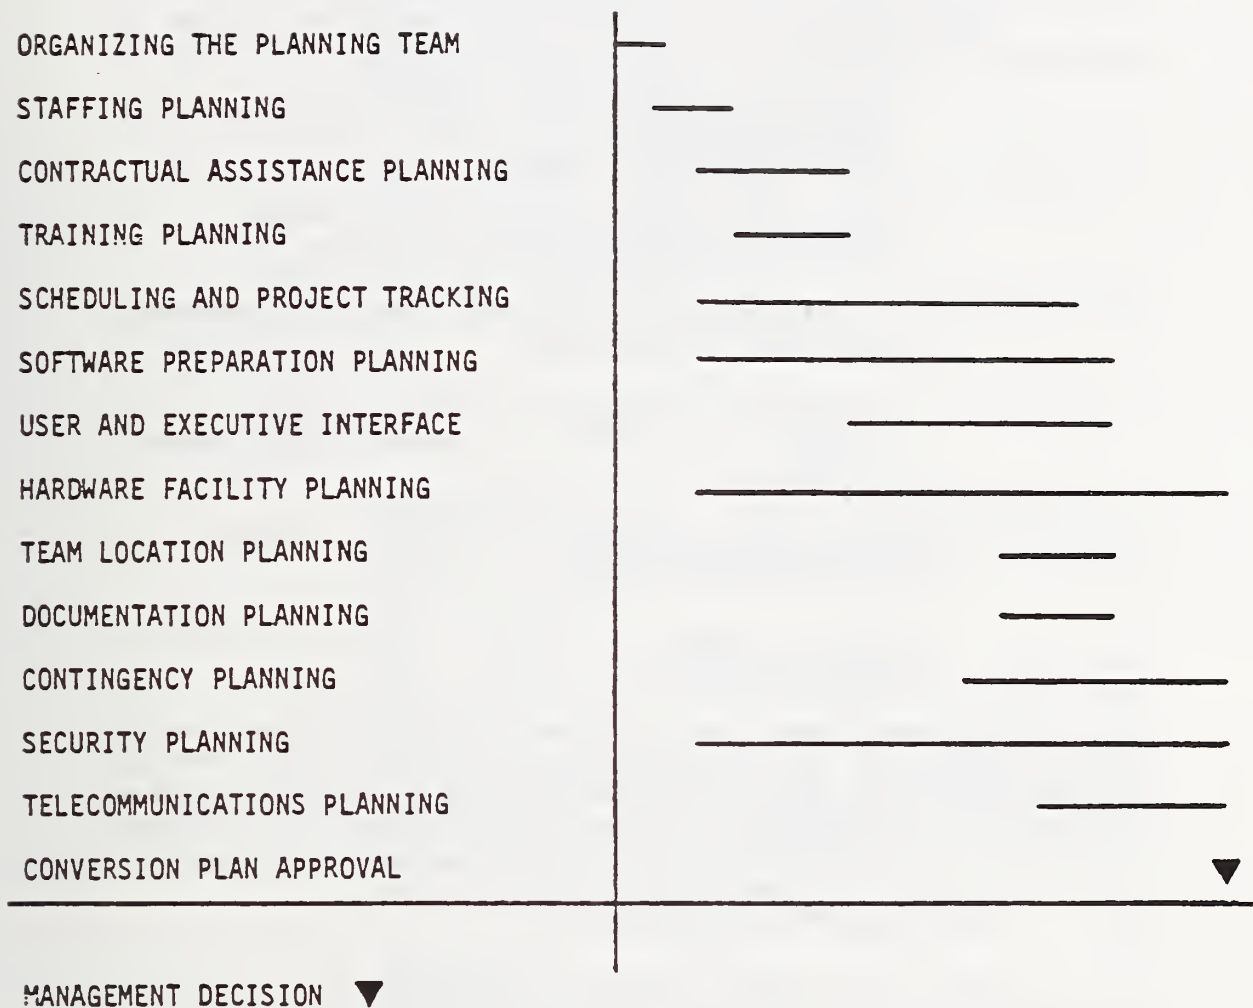 ORGANIZING THE PLANNING TEAM
STAFFING PLANNING
CONTRACTUAL ASSISTANCE PLANNING
TRAINING PLANNING
SCHEDULING AND PROJECT TRACKING
SOFTWARE PREPARATION PLANNING
USER AND EXECUTIVE INTERFACE
HARDWARE FACILITY PLANNING
TEAM LOCATION PLANNING
DOCUMENTATION PLANNING
CONTINGENCY PLANNING
SECURITY PLANNING
TELECOMMUNICATIONS PLANNING
CONVERSION PLAN APPROVAL
MANAGEMENT DECISION